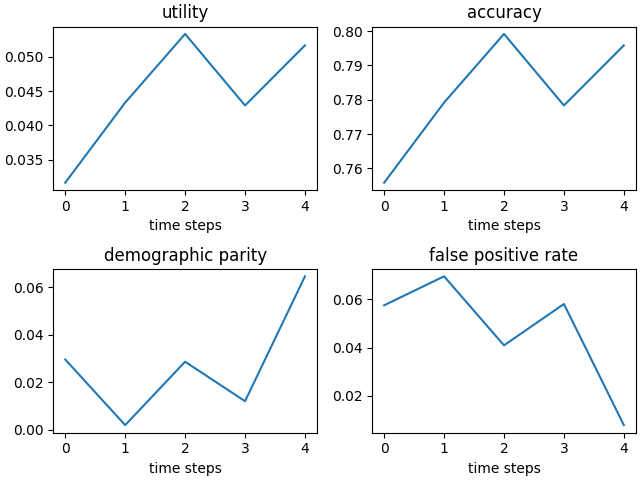 utility
0.050
0.045
0.040
0.035
0 1 2 3 4
time steps
accuracy
0.80
0.79
0.78
0.77
0.76
0 1 2 3 4
time steps
demographic parity
0.06
0.04
0.02
0.00
0 1 2 3 4
time steps
false positive rate
0.06
0.04
0.02
0 1 2 3 4
time steps